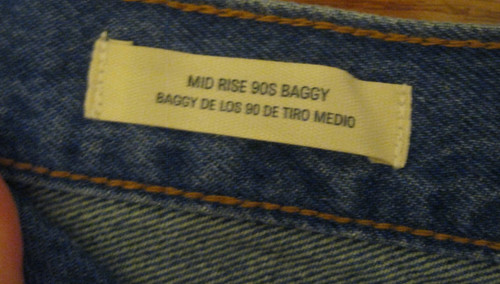 MID RISE 90S BAGGY
BAGGY DE LOS 90 DE TIRO MEDIO